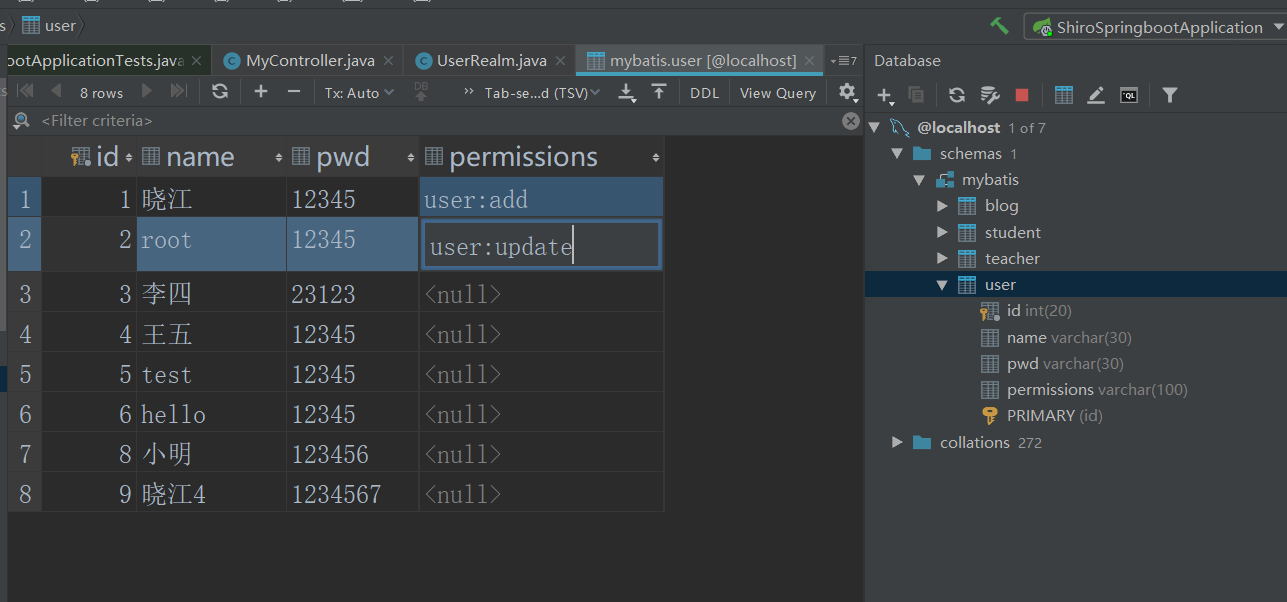 s user ShiroSpringbootApplication
ootApplicationTests.java MyController.java UserRealm.java mybatis.user [@localhost] 7 Database
8 rows Tx: Auto DB Tab-se...d (TSV) DDL View Query QL
<Filter criteria> @localhost 1 of 7
id name pwd permissions schemas 1
mybatis
1 1 晓江 12345 user:add blog
2 2 root 12345 user:update student
teacher
3 3 李四 23123 <null> user
4 4 王五 12345 <null> id int(20)
name varchar(30)
5 5 test 12345 <null> pwd varchar(30)
permissions varchar(100)
6 6 hello 12345 <null> PRIMARY (id)
7 8 小明 123456 <null> collations 272
8 9 晓江4 1234567 <null>